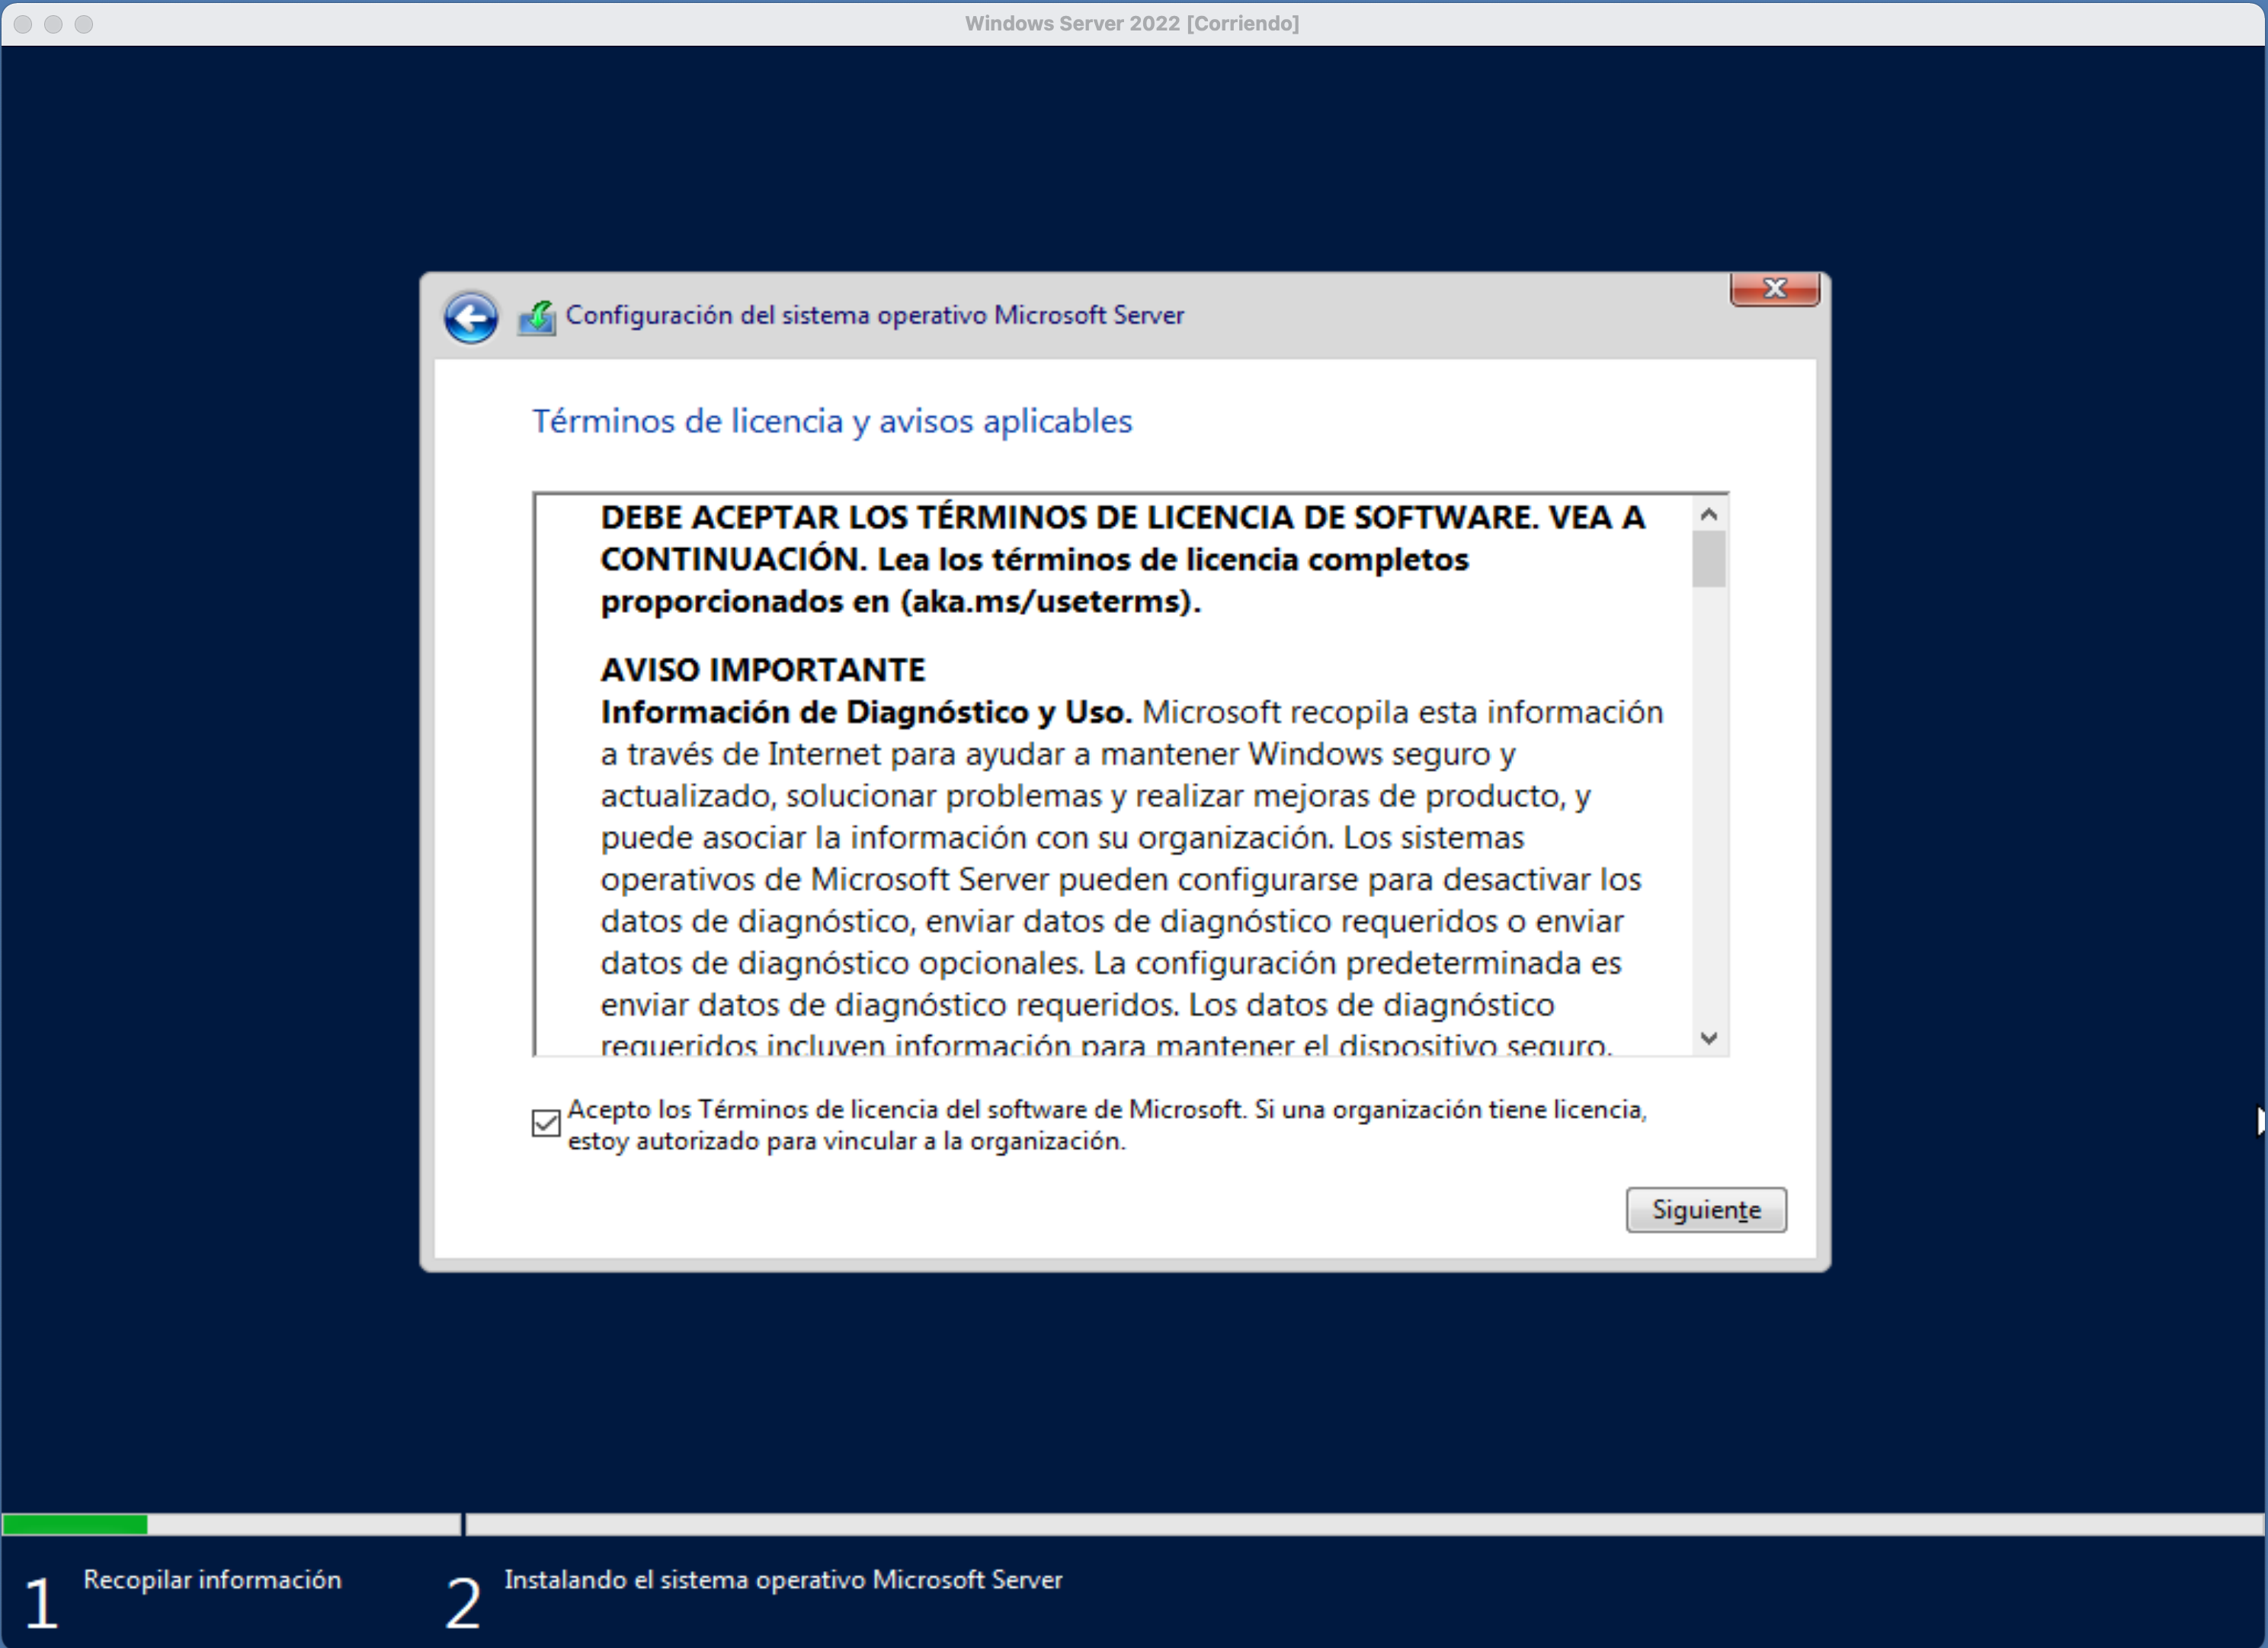 Windows Server 2022 [Corriendo]
Configuración del sistema operativo Microsoft Server
Términos de licencia y avisos aplicables
DEBE ACEPTAR LOS TÉRMINOS DE LICENCIA DE SOFTWARE. VEA A
CONTINUACIÓN. Lea los términos de licencia completos
proporcionados en (aka.ms/useterms).
AVISO IMPORTANTE
Información de Diagnóstico y Uso. Microsoft recopila esta información
a través de Internet para ayudar a mantener Windows seguro y
actualizado, solucionar problemas y realizar mejoras de producto, y
puede asociar la información con su organización. Los sistemas
operativos de Microsoft Server pueden configurarse para desactivar los
datos de diagnóstico, enviar datos de diagnóstico requeridos o enviar
datos de diagnóstico opcionales. La configuración predeterminada es
enviar datos de diagnóstico requeridos. Los datos de diagnóstico
requeridos incluyen información para mantener el dispositivo seguro,
Acepto los Términos de licencia del software de Microsoft. Si una organización tiene licencia,
estoy autorizado para vincular a la organización.
Siguiente
1 Recopilar información
2 Instalando el sistema operativo Microsoft Server